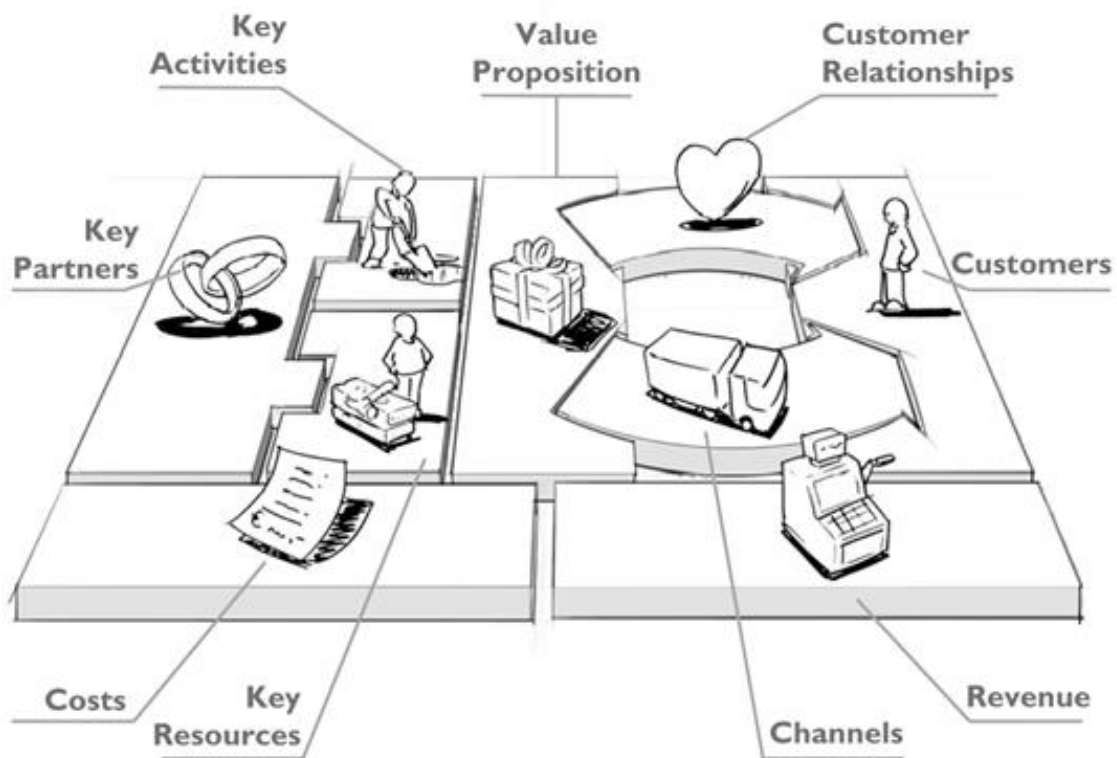 Key
Activities
Value
Proposition
Customer
Relationships
Key
Partners
Customers
Costs
Key
Resources
Channels
Revenue